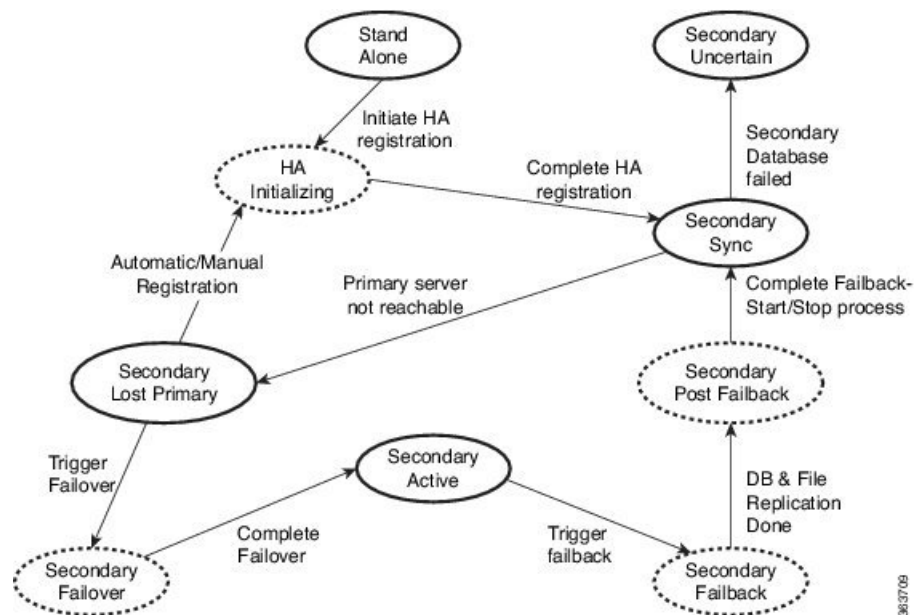 Stand
Alone
Secondary
Uncertain
Initiate HA
registration
Secondary
Database
failed
HA
Initializing
Complete HA
registration
Secondary
Sync
Automatic/Manual
Registration
Primary server
not reachable
Complete Failback-
Start/Stop process
Secondary
Lost Primary
Secondary
Post Failback
Trigger
Failover
Secondary
Active
DB & File
Replication
Done
Complete
Failover
Trigger
failback
Secondary
Failover
Secondary
Failback